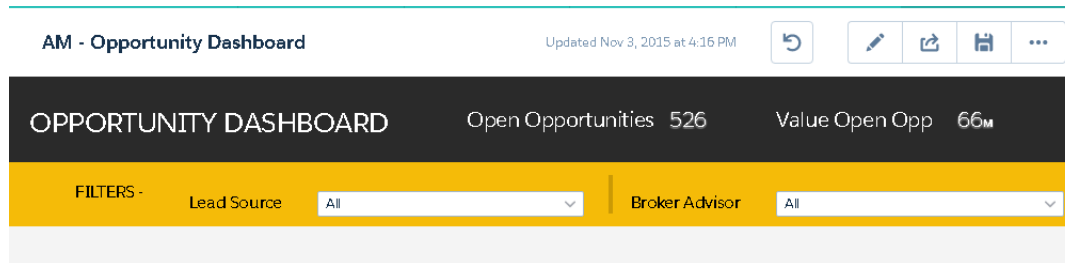 AM - Opportunity Dashboard Updated Nov 3, 2015 at 4:16 PM
OPPORTUNITY DASHBOARD Open Opportunities 526 Value Open Opp 66M
FILTERS - Lead Source All Broker Advisor All